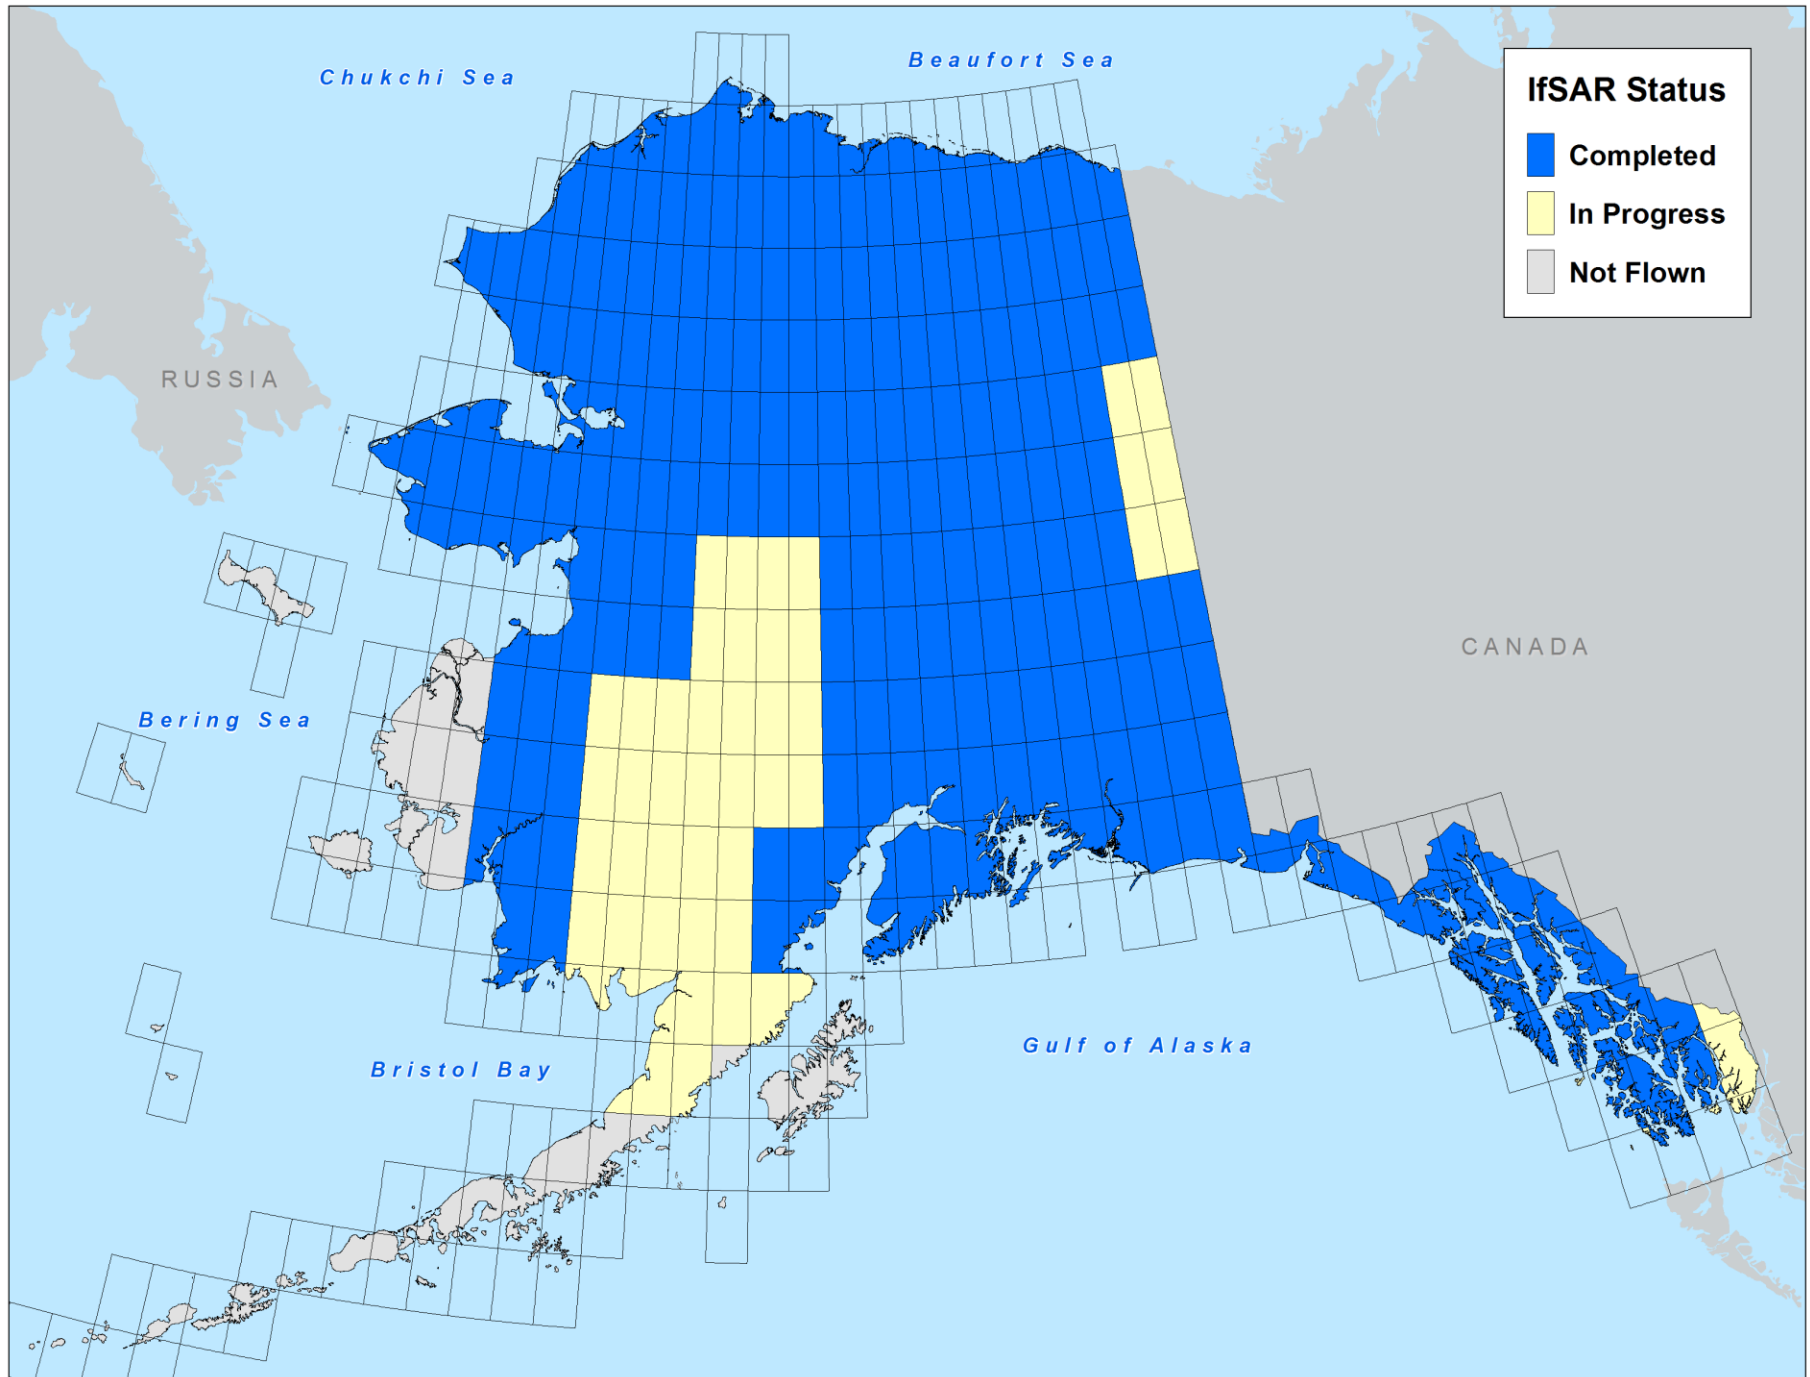 Chukchi Sea
Beaufort Sea
IfSAR Status
Completed
In Progress
Not Flown
RUSSIA
CANADA
Bering Sea
Bristol Bay
Gulf of Alaska